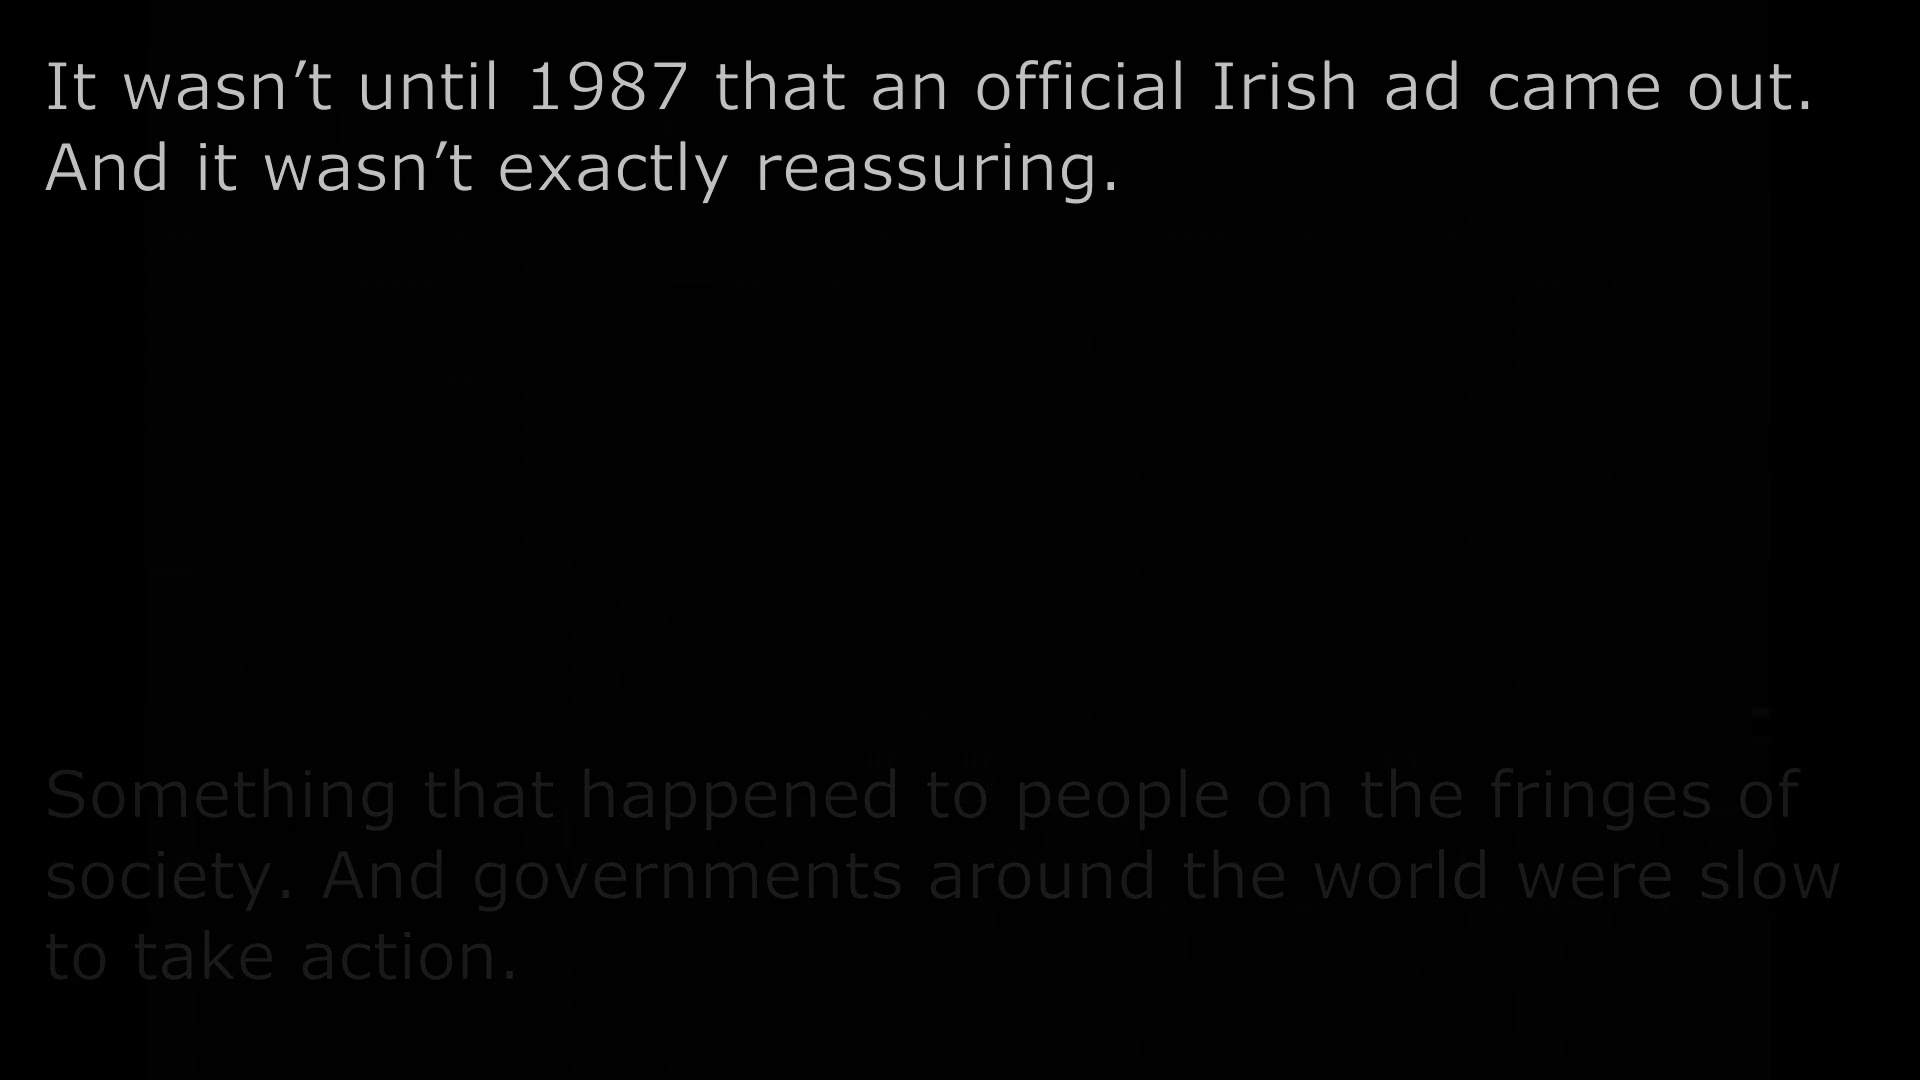 It wasn’t until 1987 that an official Irish ad came out.
And it wasn’t exactly reassuring.
Something that happened to people on the fringes of
society. And governments around the world were slow
to take action.